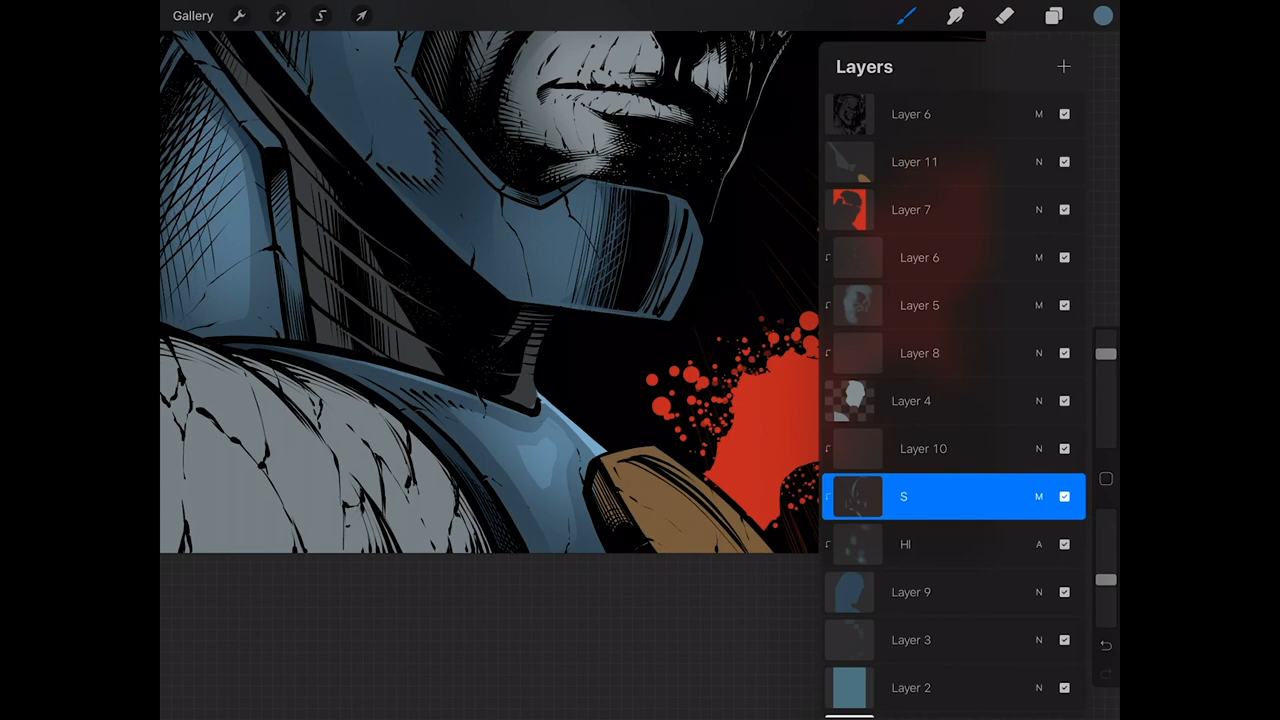 Gallery
Layers
Layer 6 M
Layer 11 N
Layer 7 N
Layer 6 M
Layer 5 M
Layer 8 N
Layer 4 N
Layer 10 N
S M
Hl A
Layer 9 N
Layer 3 N
Layer 2 N